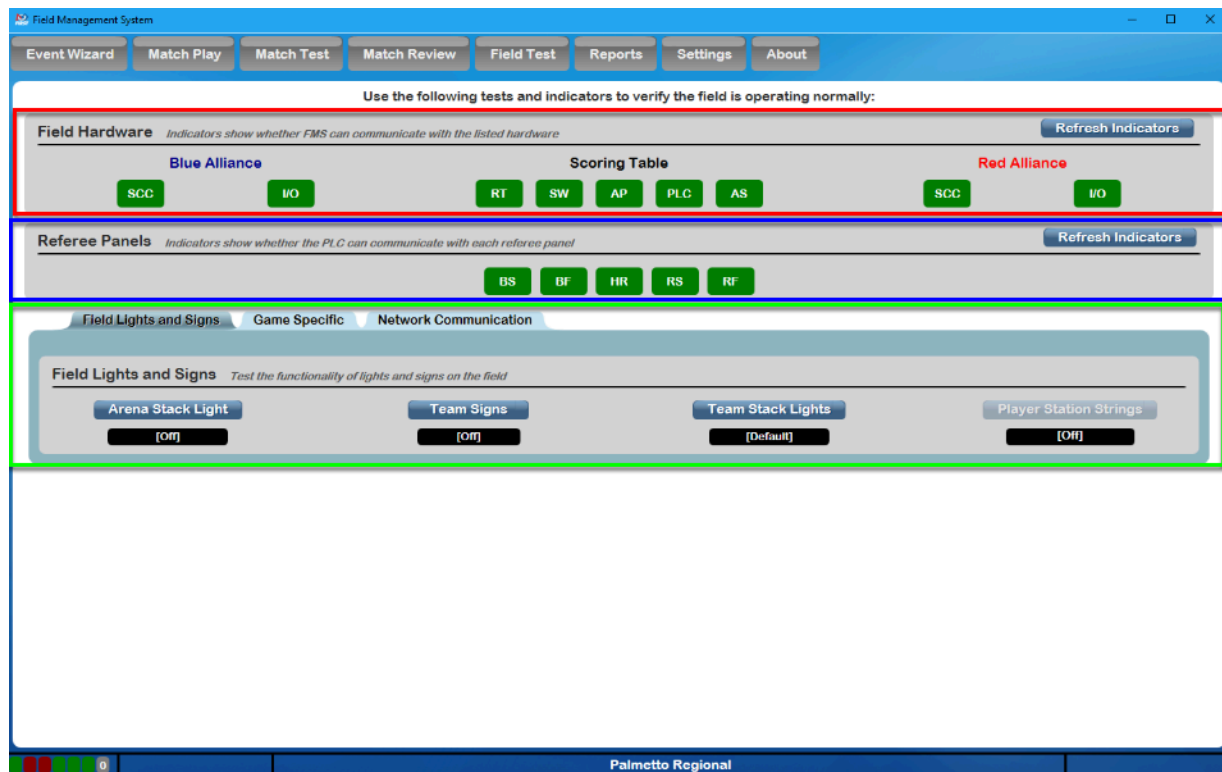 Field Management System
Event Wizard Match Play Match Test Match Review Field Test Reports Settings About
Use the following tests and indicators to verify the field is operating normally:
Field Hardware Indicators show whether FMS can communicate with the listed hardware Refresh Indicators
Blue Alliance Scoring Table Red Alliance
SCC I/O RT SW AP PLC AS SCC I/O
Referee Panels Indicators show whether the PLC can communicate with each referee panel Refresh Indicators
BS BF HR RS RF
Field Lights and Signs Game Specific Network Communication
Field Lights and Signs Test the functionality of lights and signs on the field
Arena Stack Light Team Signs Team Stack Lights Player Station Strings
[Off] [Off] [Default] [Off]
0 Palmetto Regional